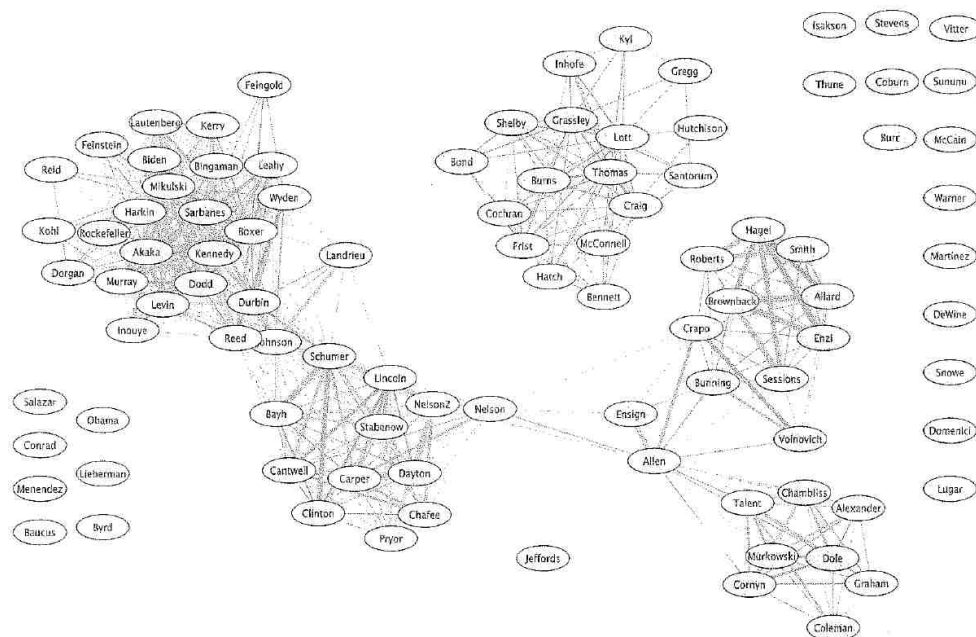 Isakson
Stevens
Vitter
Kyl
Inhofe
Gregg
Feingold
Thune
Coburn
Sununu
Lautenberg
Kerry
Shelby
Grassley
Lott
Hutchison
Feinstein
Burr
McCain
Biden
Bingaman
Leahy
Bond
Reid
Mikulski
Thomas
Santorum
Burns
Wyden
Warner
Harkin
Sarbanes
Cochran
Craig
Kohl
Rockefeller
Boxer
Hagel
Frist
McConnell
Smith
Akaka
Kennedy
Landrieu
Roberts
Martinez
Dorgan
Murray
Dodd
Hatch
Levin
Durbin
Bennett
Brownback
Allard
DeWine
Inouye
Reed
Johnson
Crapo
Enzi
Schumer
Snowe
Lincoln
Bunning
Sessions
Salazar
Obama
Bayh
Nelson2
Nelson
Ensign
Stabenow
Domenici
Conrad
Voinovich
Lieberman
Cantwell
Carper
Dayton
Allen
Menendez
Lugar
Clinton
Chafee
Talent
Chambliss
Alexander
Baucus
Byrd
Pryor
Jeffords
Murkowski
Dole
Cornyn
Graham
Coleman